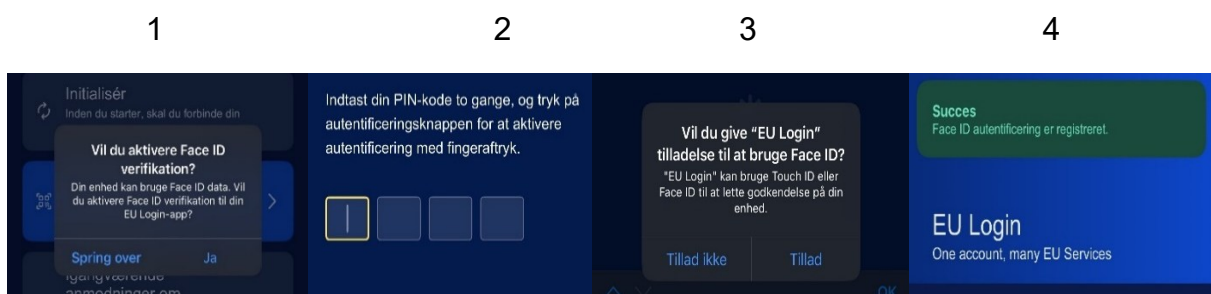 1
2
3
4
Initialisér
Inden du starter, skal du forbinde din
Vil du aktivere Face ID
verifikation?
Din enhed kan bruge Face ID data. Vil
du aktivere Face ID verifikation til din
EU Login-app?
Spring over
Ja
Igangværende
anmodninger om
Indtast din PIN-kode to gange, og tryk på
autentificeringsknappen for at aktivere
autentificering med fingeraftryk.
Vil du give “EU Login”
tilladelse til at bruge Face ID?
"EU Login" kan bruge Touch ID eller
Face ID til at lette godkendelse på din
enhed.
Tillad ikke
Tillad
OK
Succes
Face ID autentificering er registreret.
EU Login
One account, many EU Services